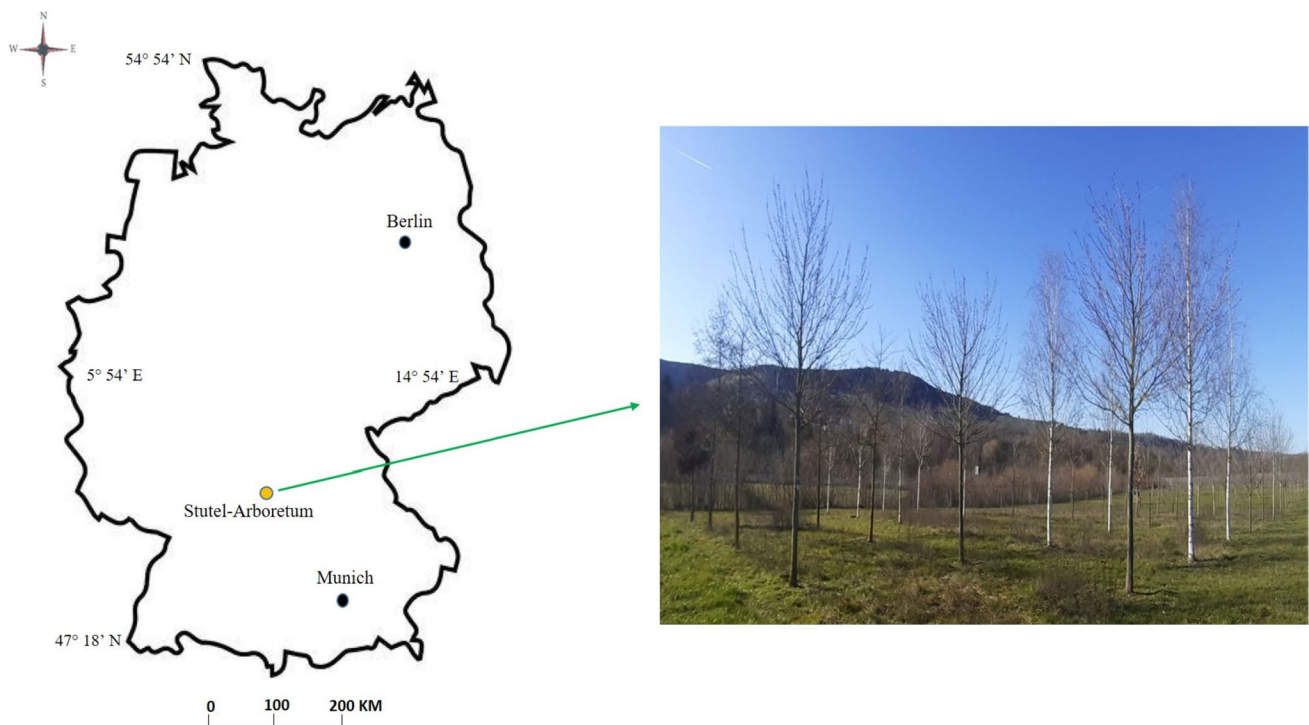 N
W E
S
54° 54’ N
Berlin
5° 54’ E
14° 54’ E
Stutel-Arboretum
Munich
47° 18’ N
0 100 200 KM